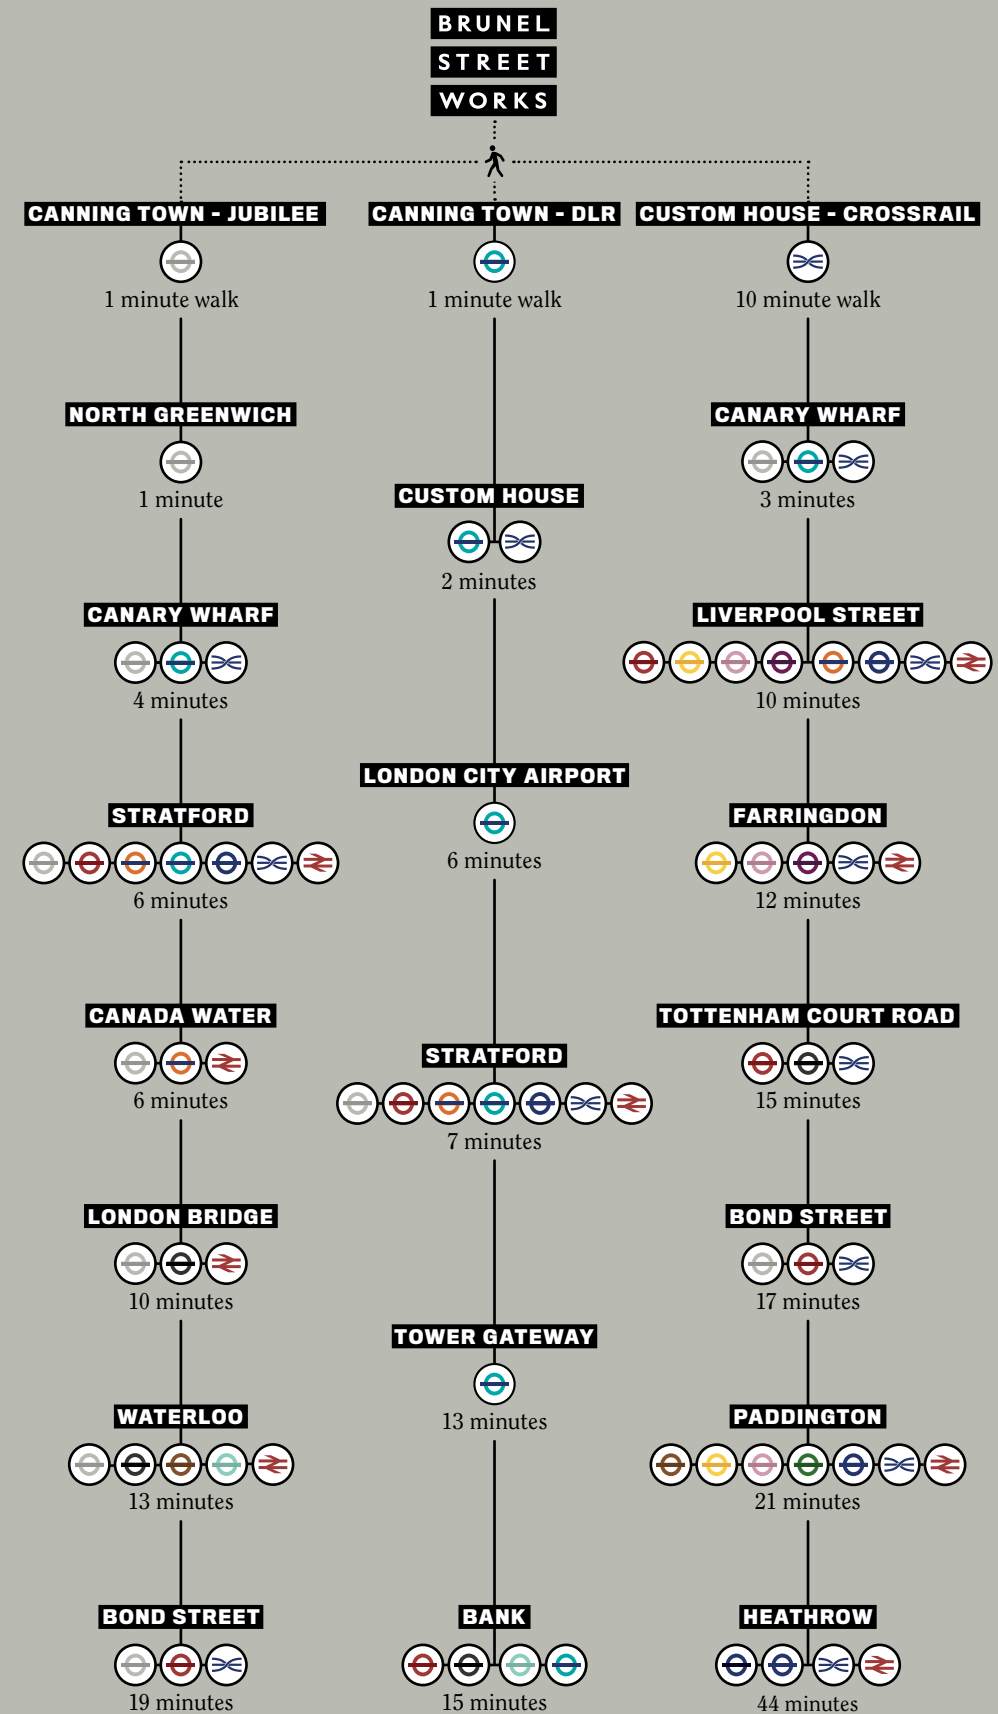 BRUNEL
STREET
WORKS
CANNING TOWN - JUBILEE
1 minute walk
NORTH GREENWICH
1 minute
CANARY WHARF
4 minutes
STRATFORD
6 minutes
CANADA WATER
6 minutes
LONDON BRIDGE
10 minutes
WATERLOO
13 minutes
BOND STREET
19 minutes
CANNING TOWN - DLR
1 minute walk
CUSTOM HOUSE
2 minutes
LONDON CITY AIRPORT
6 minutes
STRATFORD
7 minutes
TOWER GATEWAY
13 minutes
BANK
15 minutes
CUSTOM HOUSE - CROSSRAIL
10 minute walk
CANARY WHARF
3 minutes
LIVERPOOL STREET
10 minutes
FARRINGDON
12 minutes
TOTTENHAM COURT ROAD
15 minutes
BOND STREET
17 minutes
PADDINGTON
21 minutes
HEATHROW
44 minutes